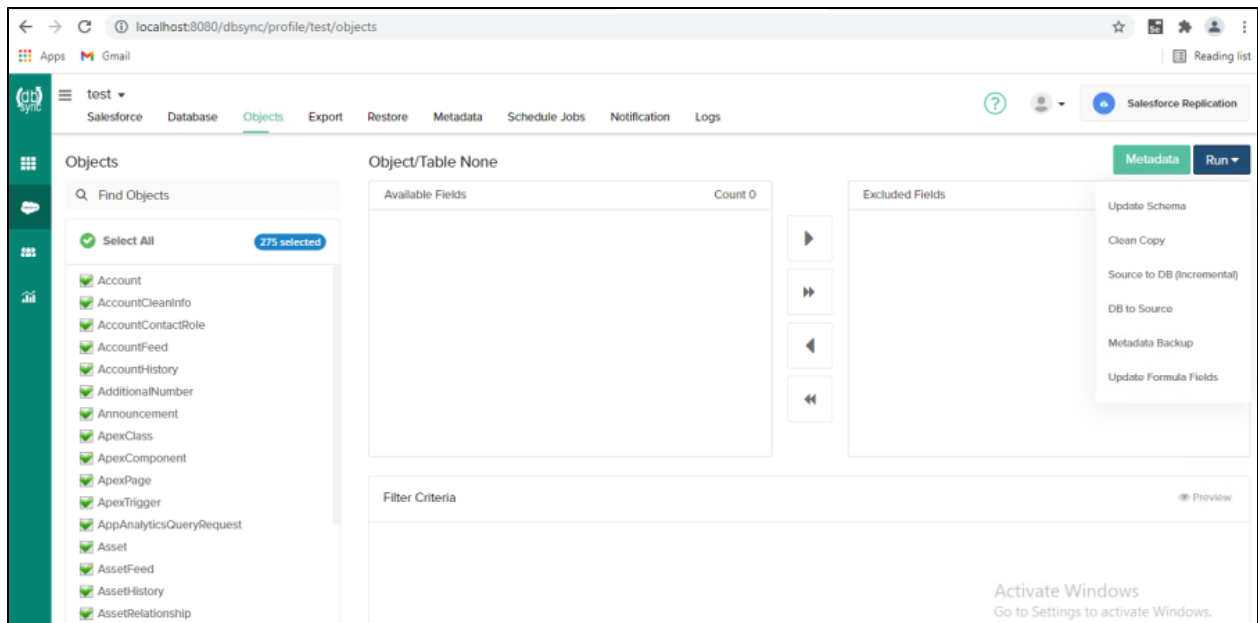 localhost:8080/dbsync/profile/test/objects
Apps Gmail Reading list
(db)
sync
test
Salesforce Database Objects Export Restore Metadata Schedule Jobs Notification Logs
? Salesforce Replication
Objects
Find Objects
Select All 275 selected
Account
AccountCleanInfo
AccountContactRole
AccountFeed
AccountHistory
AdditionalNumber
Announcement
ApexClass
ApexComponent
ApexPage
ApexTrigger
AppAnalyticsQueryRequest
Asset
AssetFeed
AssetHistory
AssetRelationship
Object/Table None
Metadata Run
Available Fields Count 0
Excluded Fields
Update Schema
Clean Copy
Source to DB (Incremental)
DB to Source
Metadata Backup
Update Formula Fields
Filter Criteria Preview
Activate Windows
Go to Settings to activate Windows.